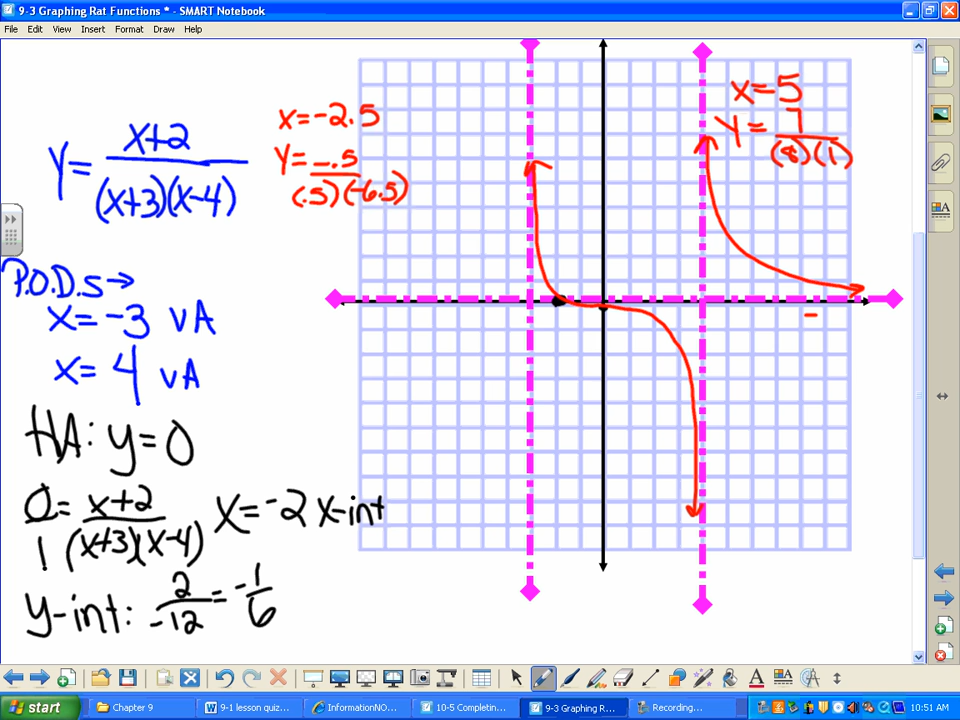 9-3 Graphing Rat Functions * - SMART Notebook
File Edit View Insert Format Draw Help
y = x+2 / (x+3)(x-4)
x = -2.5
y = -.5 / (.5)(-6.5)
x = 5
y = 7 / (8)(1)
P.O.D.s →
x = -3 VA
x = 4 VA
HA: y = 0
0/1 = x+2 / (x+3)(x-4) x = -2 x-int
y-int: 2/-12 = -1/6
start
Chapter 9
9-1 lesson quiz...
InformationNO...
10-5 Completin...
9-3 Graphing R...
Recording...
10:51 AM